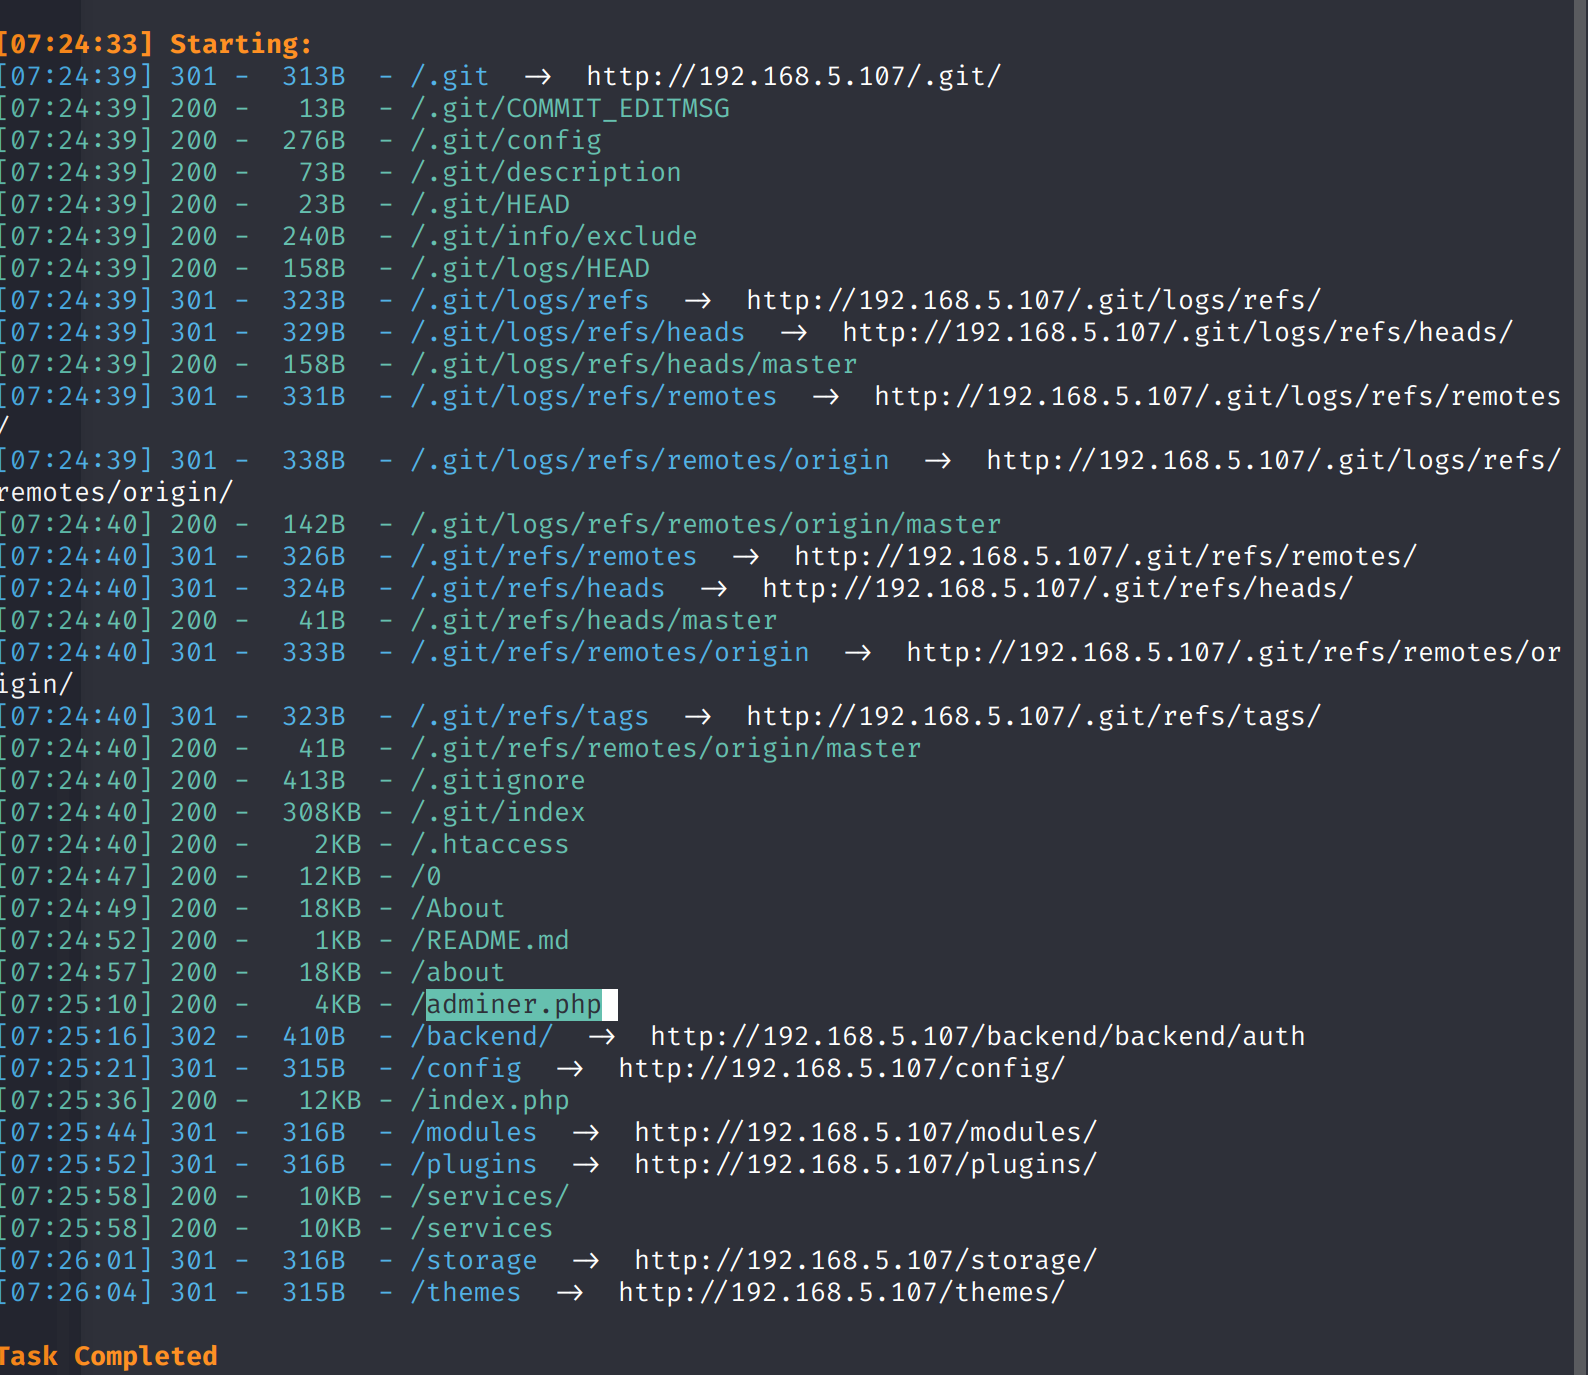 [07:24:33] Starting:
[07:24:39] 301 -  313B  - /.git  →  http://192.168.5.107/.git/
[07:24:39] 200 -   13B  - /.git/COMMIT_EDITMSG
[07:24:39] 200 -  276B  - /.git/config
[07:24:39] 200 -   73B  - /.git/description
[07:24:39] 200 -   23B  - /.git/HEAD
[07:24:39] 200 -  240B  - /.git/info/exclude
[07:24:39] 200 -  158B  - /.git/logs/HEAD
[07:24:39] 301 -  323B  - /.git/logs/refs  →  http://192.168.5.107/.git/logs/refs/
[07:24:39] 301 -  329B  - /.git/logs/refs/heads  →  http://192.168.5.107/.git/logs/refs/heads/
[07:24:39] 200 -  158B  - /.git/logs/refs/heads/master
[07:24:39] 301 -  331B  - /.git/logs/refs/remotes  →  http://192.168.5.107/.git/logs/refs/remotes
/
[07:24:39] 301 -  338B  - /.git/logs/refs/remotes/origin  →  http://192.168.5.107/.git/logs/refs/
remotes/origin/
[07:24:40] 200 -  142B  - /.git/logs/refs/remotes/origin/master
[07:24:40] 301 -  326B  - /.git/refs/remotes  →  http://192.168.5.107/.git/refs/remotes/
[07:24:40] 301 -  324B  - /.git/refs/heads  →  http://192.168.5.107/.git/refs/heads/
[07:24:40] 200 -   41B  - /.git/refs/heads/master
[07:24:40] 301 -  333B  - /.git/refs/remotes/origin  →  http://192.168.5.107/.git/refs/remotes/or
igin/
[07:24:40] 301 -  323B  - /.git/refs/tags  →  http://192.168.5.107/.git/refs/tags/
[07:24:40] 200 -   41B  - /.git/refs/remotes/origin/master
[07:24:40] 200 -  413B  - /.gitignore
[07:24:40] 200 -  308KB - /.git/index
[07:24:40] 200 -    2KB - /.htaccess
[07:24:47] 200 -   12KB - /0
[07:24:49] 200 -   18KB - /About
[07:24:52] 200 -    1KB - /README.md
[07:24:57] 200 -   18KB - /about
[07:25:10] 200 -    4KB - /adminer.php
[07:25:16] 302 -  410B  - /backend/  →  http://192.168.5.107/backend/backend/auth
[07:25:21] 301 -  315B  - /config  →  http://192.168.5.107/config/
[07:25:36] 200 -   12KB - /index.php
[07:25:44] 301 -  316B  - /modules  →  http://192.168.5.107/modules/
[07:25:52] 301 -  316B  - /plugins  →  http://192.168.5.107/plugins/
[07:25:58] 200 -   10KB - /services/
[07:25:58] 200 -   10KB - /services
[07:26:01] 301 -  316B  - /storage  →  http://192.168.5.107/storage/
[07:26:04] 301 -  315B  - /themes  →  http://192.168.5.107/themes/
Task Completed